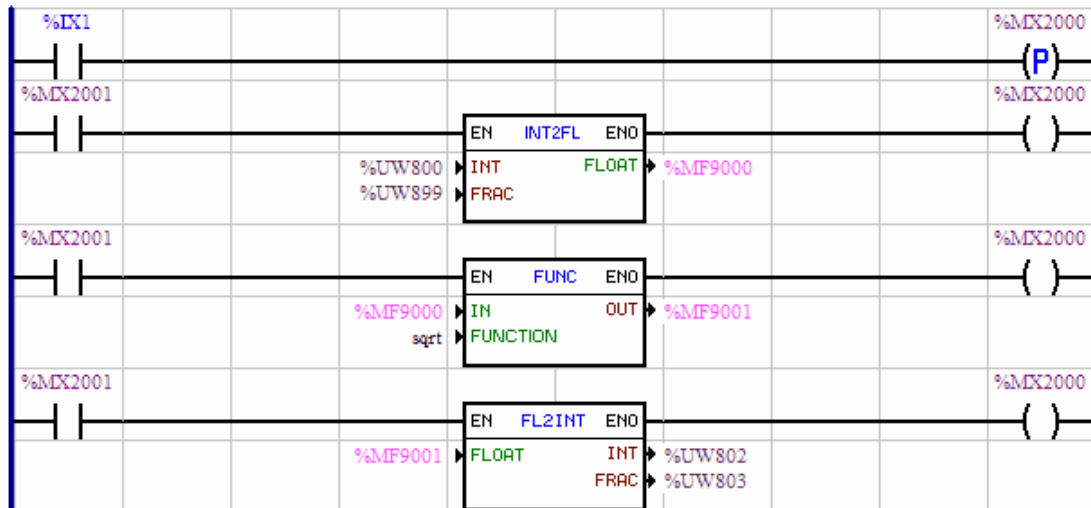 %IX1 %MX2000
P
%MX2001 %MX2000
EN INT2FL ENO
%UW800 INT FLOAT %MF9000
%UW899 FRAC
%MX2001 %MX2000
EN FUNC ENO
%MF9000 IN OUT %MF9001
sqrt FUNCTION
%MX2001 %MX2000
EN FL2INT ENO
%MF9001 FLOAT INT %UW802
FRAC %UW803